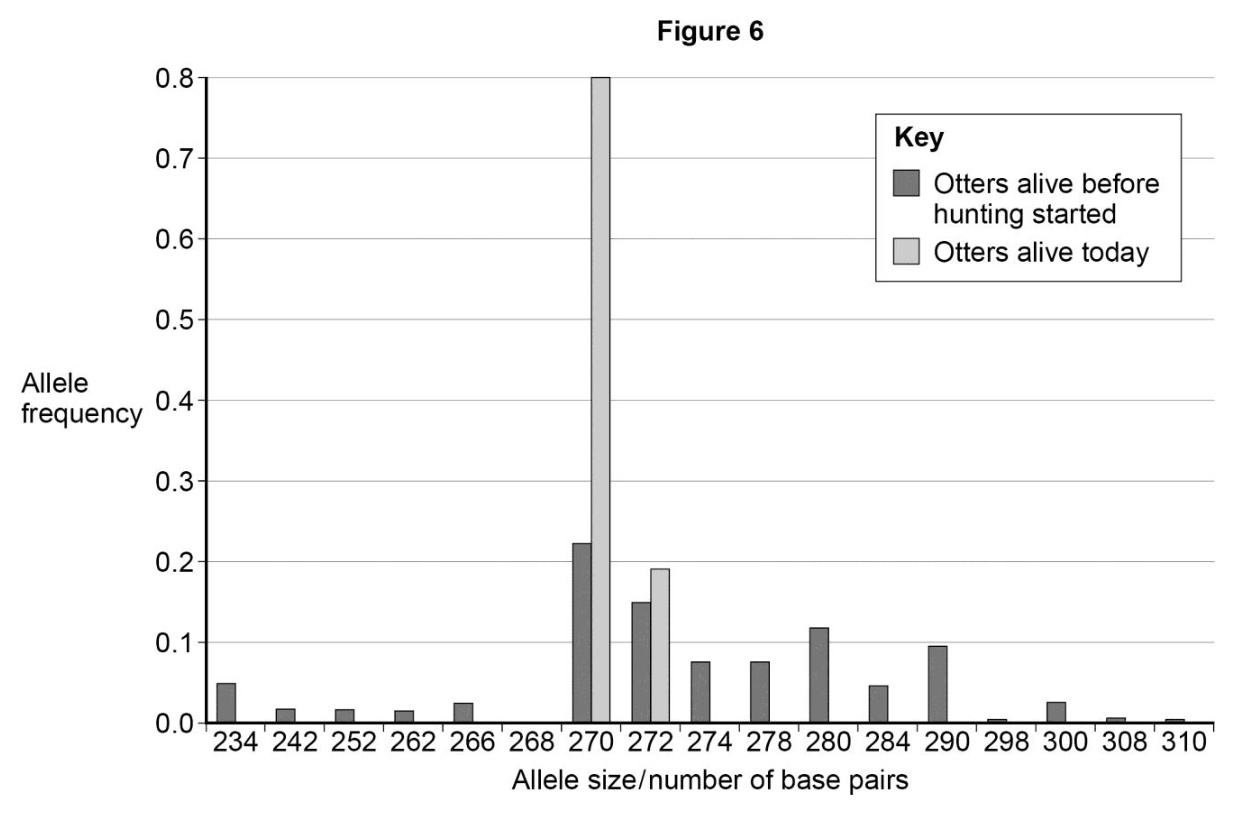 Figure 6
0.8
0.7
0.6
0.5
0.4
0.3
0.2
0.1
0.0
Allele
frequency
Key
Otters alive before
hunting started
Otters alive today
234 242 252 262 266 268 270 272 274 278 280 284 290 298 300 308 310
Allele size/number of base pairs